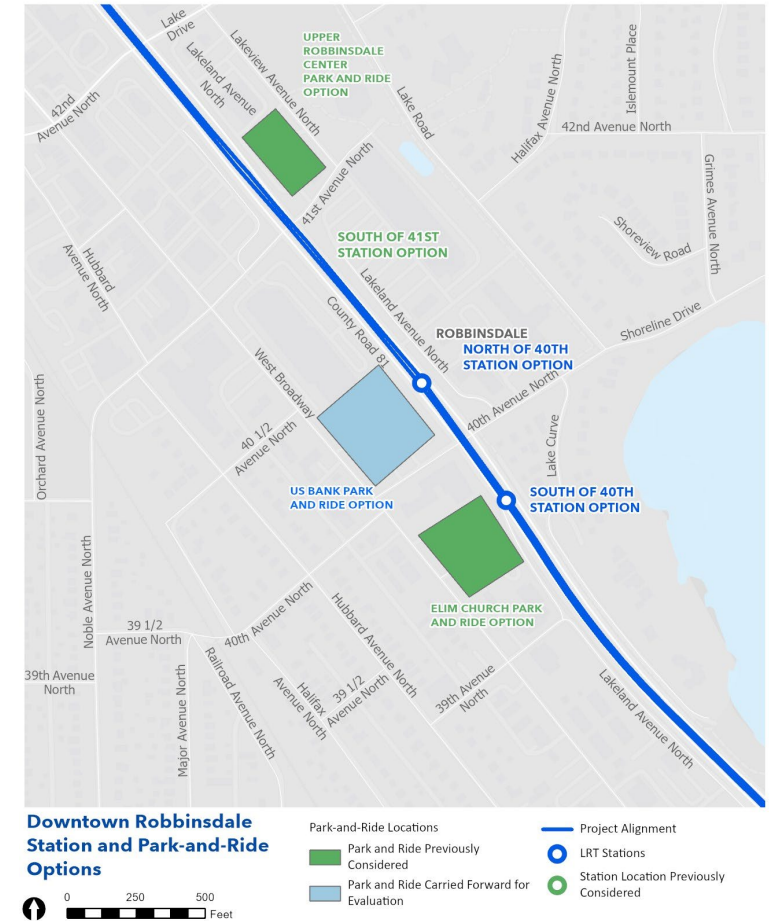 Lake
Drive
Lakeview Avenue North
Lakeland Avenue
North
UPPER
ROBBINSDALE
CENTER
PARK AND RIDE
OPTION
Lake Road
Halifax Avenue North
Islemount Place
42nd
Avenue North
42nd Avenue North
41st Avenue North
Grimes Avenue North
Shoreview Road
SOUTH OF 41ST
STATION OPTION
Hubbard
Avenue North
Lakeland Avenue North
County Road 81
Shoreline Drive
ROBBINSDALE
NORTH OF 40TH
STATION OPTION
West Broadway
40th Avenue North
Orchard Avenue North
40 1/2
Avenue North
Lake Curve
US BANK PARK
AND RIDE OPTION
SOUTH OF 40TH
STATION OPTION
Noble Avenue North
ELIM CHURCH PARK
AND RIDE OPTION
39 1/2
Avenue North
40th Avenue North
Hubbard Avenue North
39th Avenue
North
Major Avenue North
Railroad Avenue North
Halifax
Avenue North
39 1/2
Avenue North
39th Avenue
North
Lakeland Avenue North
Downtown Robbinsdale
Station and Park-and-Ride
Options
0 250 500
Feet
Park-and-Ride Locations
Park and Ride Previously
Considered
Park and Ride Carried Forward for
Evaluation
Project Alignment
LRT Stations
Station Location Previously
Considered